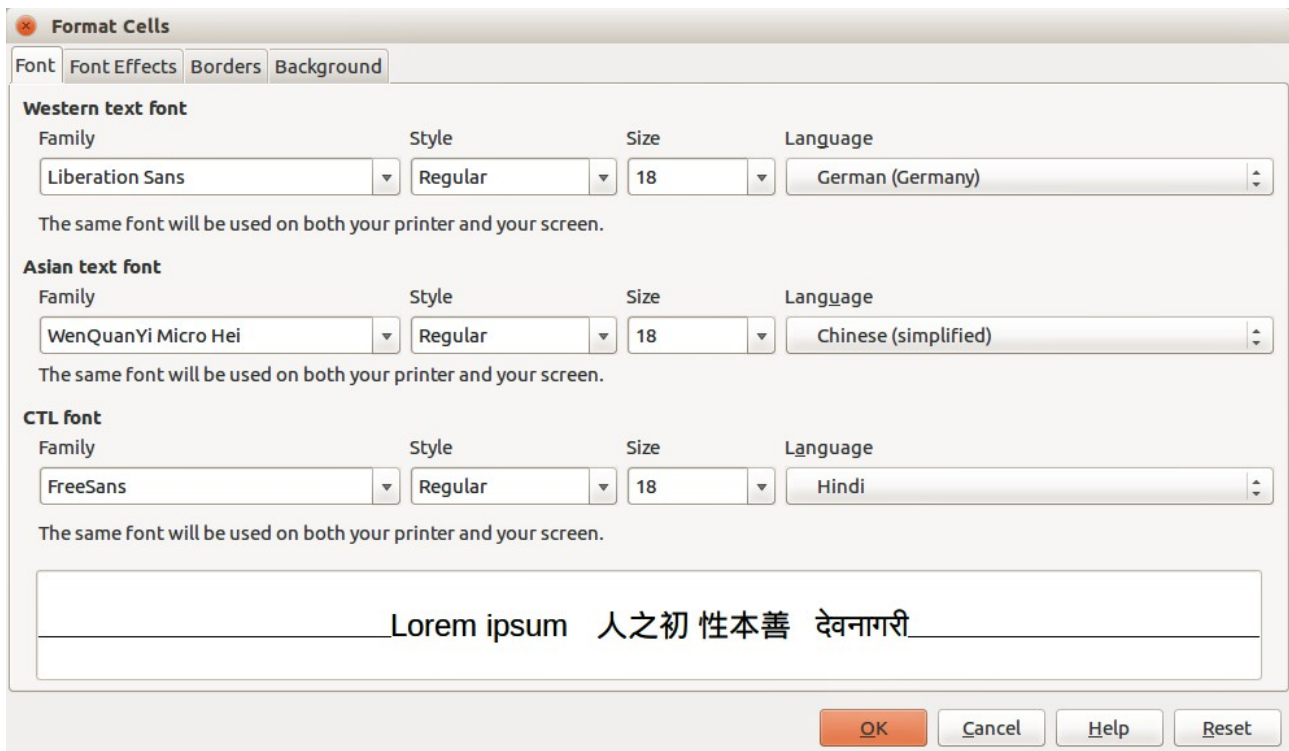 Format Cells
Font Font Effects Borders Background
Western text font
Family Style Size Language
Liberation Sans Regular 18 German (Germany)
The same font will be used on both your printer and your screen.
Asian text font
Family Style Size Language
WenQuanYi Micro Hei Regular 18 Chinese (simplified)
The same font will be used on both your printer and your screen.
CTL font
Family Style Size Language
FreeSans Regular 18 Hindi
The same font will be used on both your printer and your screen.
Lorem ipsum 人之初 性本善 देवनागरी
OK Cancel Help Reset